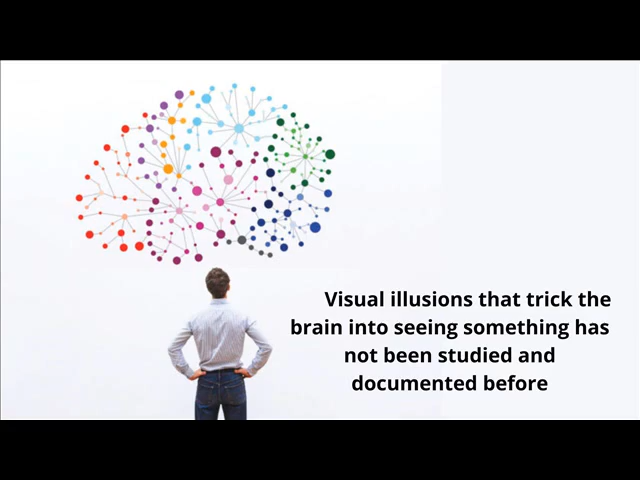 Visual illusions that trick the
brain into seeing something has
not been studied and
documented before